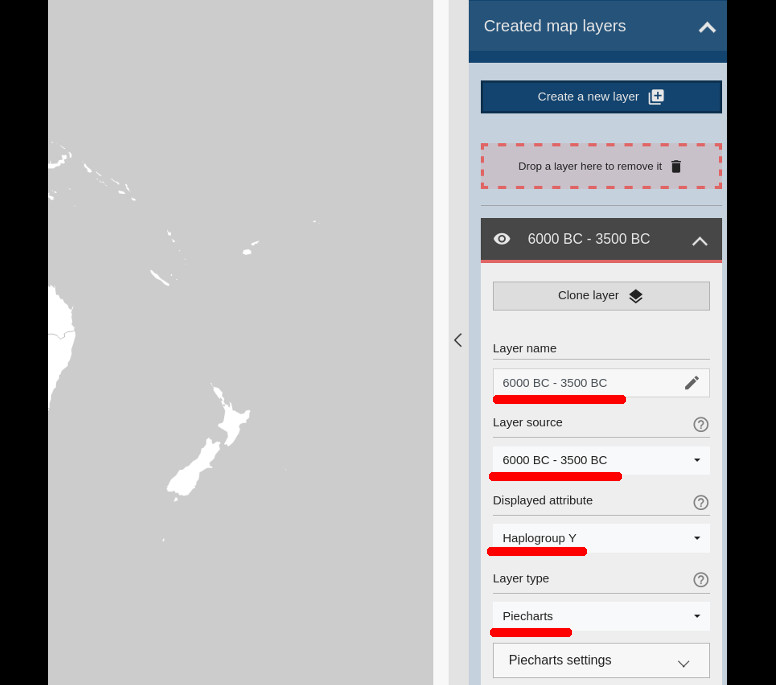 Created map layers
Create a new layer
Drop a layer here to remove it
6000 BC - 3500 BC
Clone layer
Layer name
6000 BC - 3500 BC
Layer source
6000 BC - 3500 BC
Displayed attribute
Haplogroup Y
Layer type
Piecharts
Piecharts settings